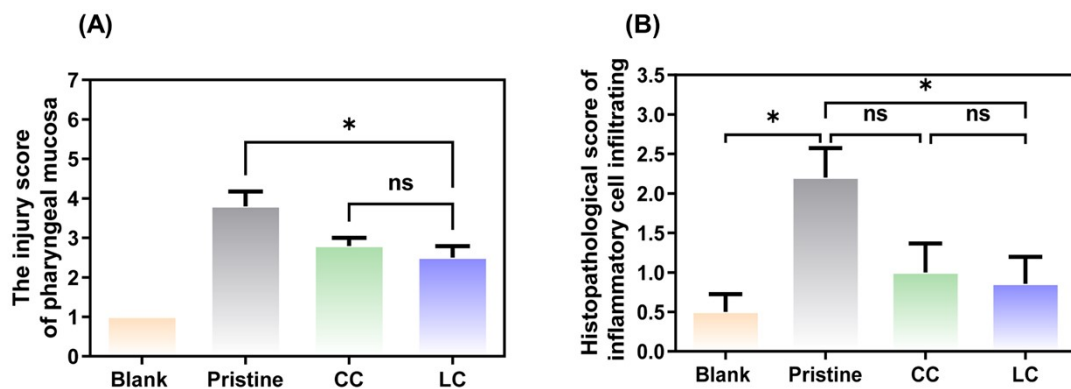 (A)
The injury score
of pharyngeal mucosa
7
6
5
4
3
2
1
0
*
ns
Blank Pristine CC LC
(B)
Histopathological score of
inflammatory cell infiltrating
3.5
3.0
2.5
2.0
1.5
1.0
0.5
0.0
*
* ns ns
Blank Pristine CC LC